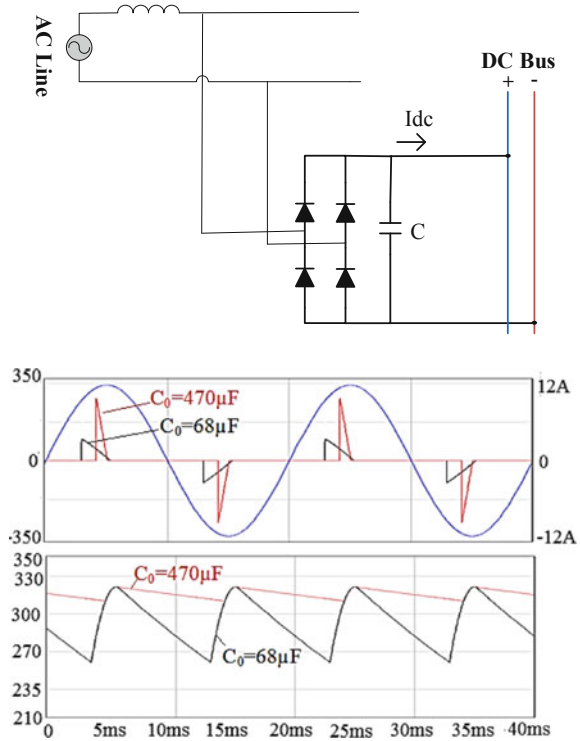 AC Line
DC Bus
+ -
Idc
C
350
12A
C₀=470µF
C₀=68µF
0
0
-350
-12A
350
330
C₀=470µF
300
270
C₀=68µF
235
210
0 5ms 10ms 15ms 20ms 25ms 30ms 35ms 40ms